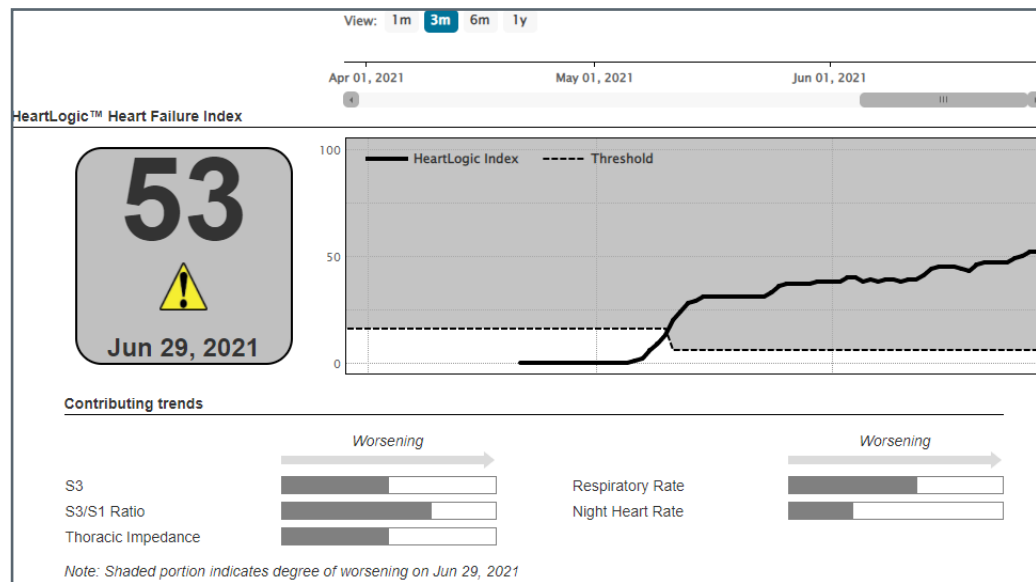 View: 1m 3m 6m 1y
Apr 01, 2021 May 01, 2021 Jun 01, 2021
HeartLogic™ Heart Failure Index
53
Jun 29, 2021
100
50
0
HeartLogic Index Threshold
Contributing trends
Worsening Worsening
S3 Respiratory Rate
S3/S1 Ratio Night Heart Rate
Thoracic Impedance
Note: Shaded portion indicates degree of worsening on Jun 29, 2021